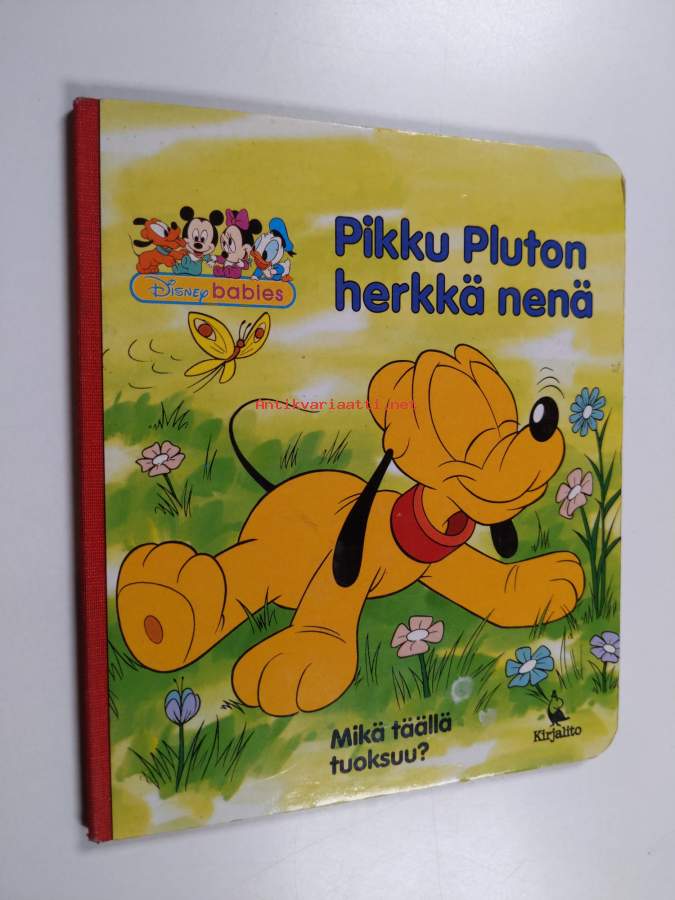 Pikku Pluton
herkkä nenä
Disney babies
Antikvariaatti.net
Mikä täällä
tuoksuu?
Kirjalito